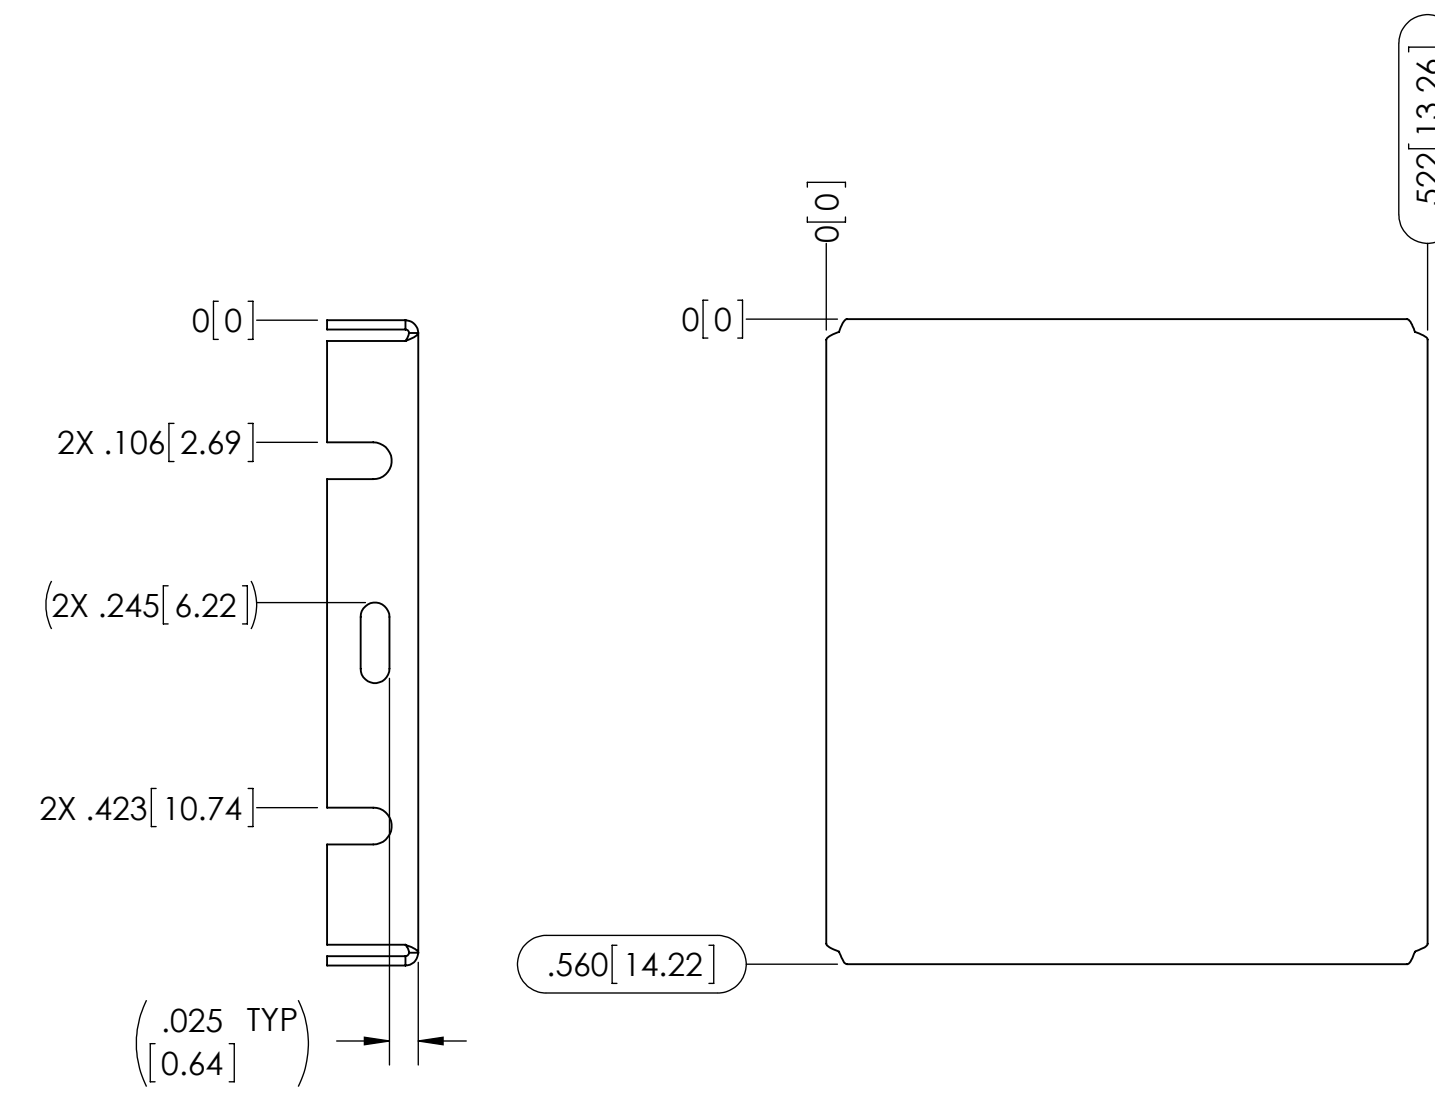 .522[13.26]
0[0]
0[0]
0[0]
2X .106[2.69]
(2X .245[6.22])
2X .423[10.74]
.560[14.22]
(.025 TYP
[0.64])